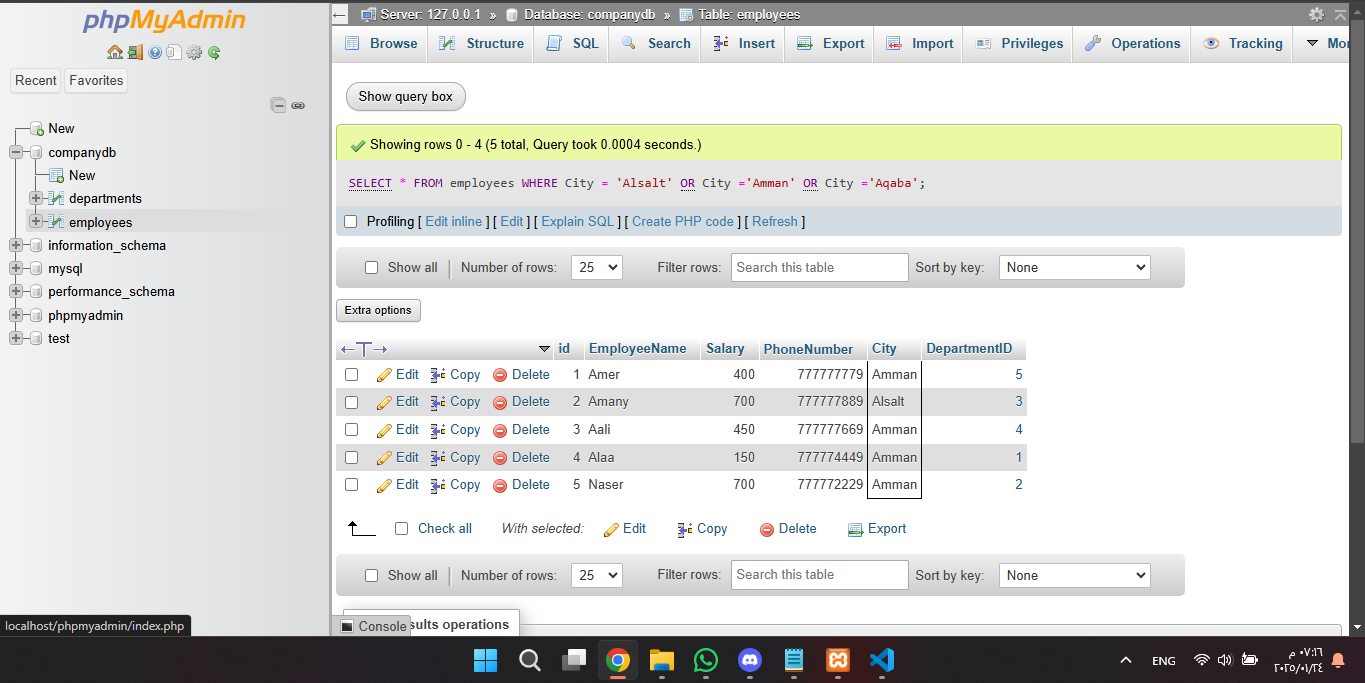 phpMyAdmin
Recent Favorites
New
companydb
New
departments
employees
information_schema
mysql
performance_schema
phpmyadmin
test
localhost/phpmyadmin/index.php
Server: 127.0.0.1 » Database: companydb » Table: employees
Browse Structure SQL Search Insert Export Import Privileges Operations Tracking Mor
Show query box
Showing rows 0 - 4 (5 total, Query took 0.0004 seconds.)
SELECT * FROM employees WHERE City = 'Alsalt' OR City ='Amman' OR City ='Aqaba';
Profiling [ Edit inline ] [ Edit ] [ Explain SQL ] [ Create PHP code ] [ Refresh ]
Show all Number of rows: 25 Filter rows: Search this table Sort by key: None
Extra options
id EmployeeName Salary PhoneNumber City DepartmentID
Edit Copy Delete 1 Amer 400 777777779 Amman 5
Edit Copy Delete 2 Amany 700 777777889 Alsalt 3
Edit Copy Delete 3 Aali 450 777777669 Amman 4
Edit Copy Delete 4 Alaa 150 777774449 Amman 1
Edit Copy Delete 5 Naser 700 777772229 Amman 2
Check all With selected: Edit Copy Delete Export
Show all Number of rows: 25 Filter rows: Search this table Sort by key: None
Console sults operations
ENG
٠٧:١٦ م
٢٠٢٥/٠١/٢٤